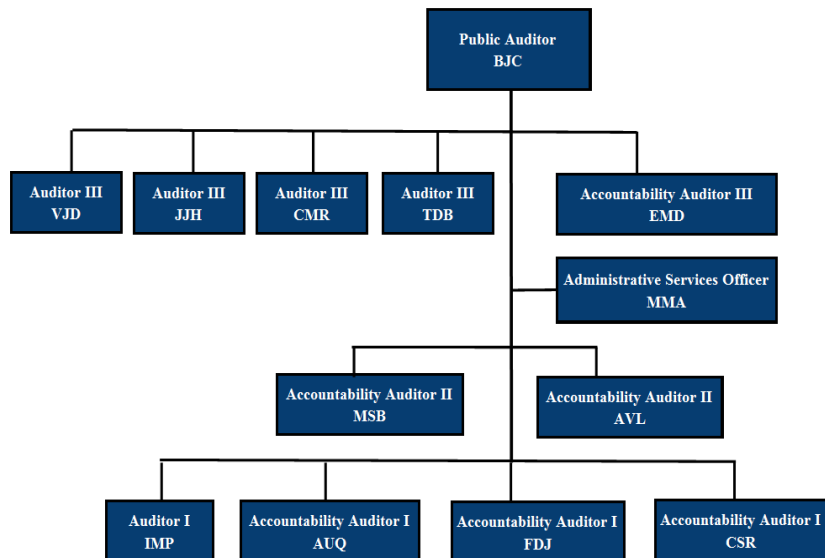 Public Auditor
BJC
Auditor III
VJD
Auditor III
JJH
Auditor III
CMR
Auditor III
TDB
Accountability Auditor III
EMD
Administrative Services Officer
MMA
Accountability Auditor II
MSB
Accountability Auditor II
AVL
Auditor I
IMP
Accountability Auditor I
AUQ
Accountability Auditor I
FDJ
Accountability Auditor I
CSR